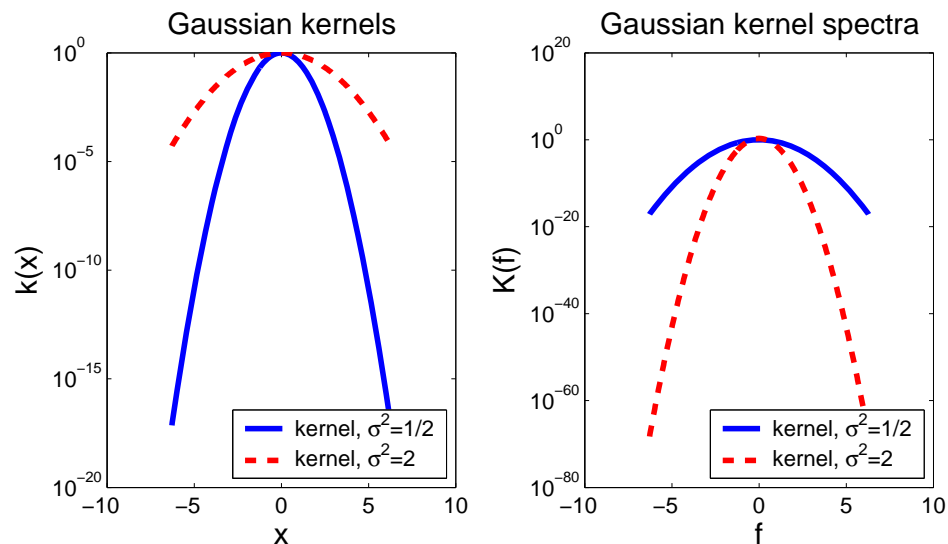 Gaussian kernels
10^0
10^-5
10^-10
10^-15
10^-20
k(x)
−10
−5
0
5
10
x
kernel, σ^2=1/2
kernel, σ^2=2
Gaussian kernel spectra
10^20
10^0
10^-20
10^-40
10^-60
10^-80
K(f)
−10
−5
0
5
10
f
kernel, σ^2=1/2
kernel, σ^2=2